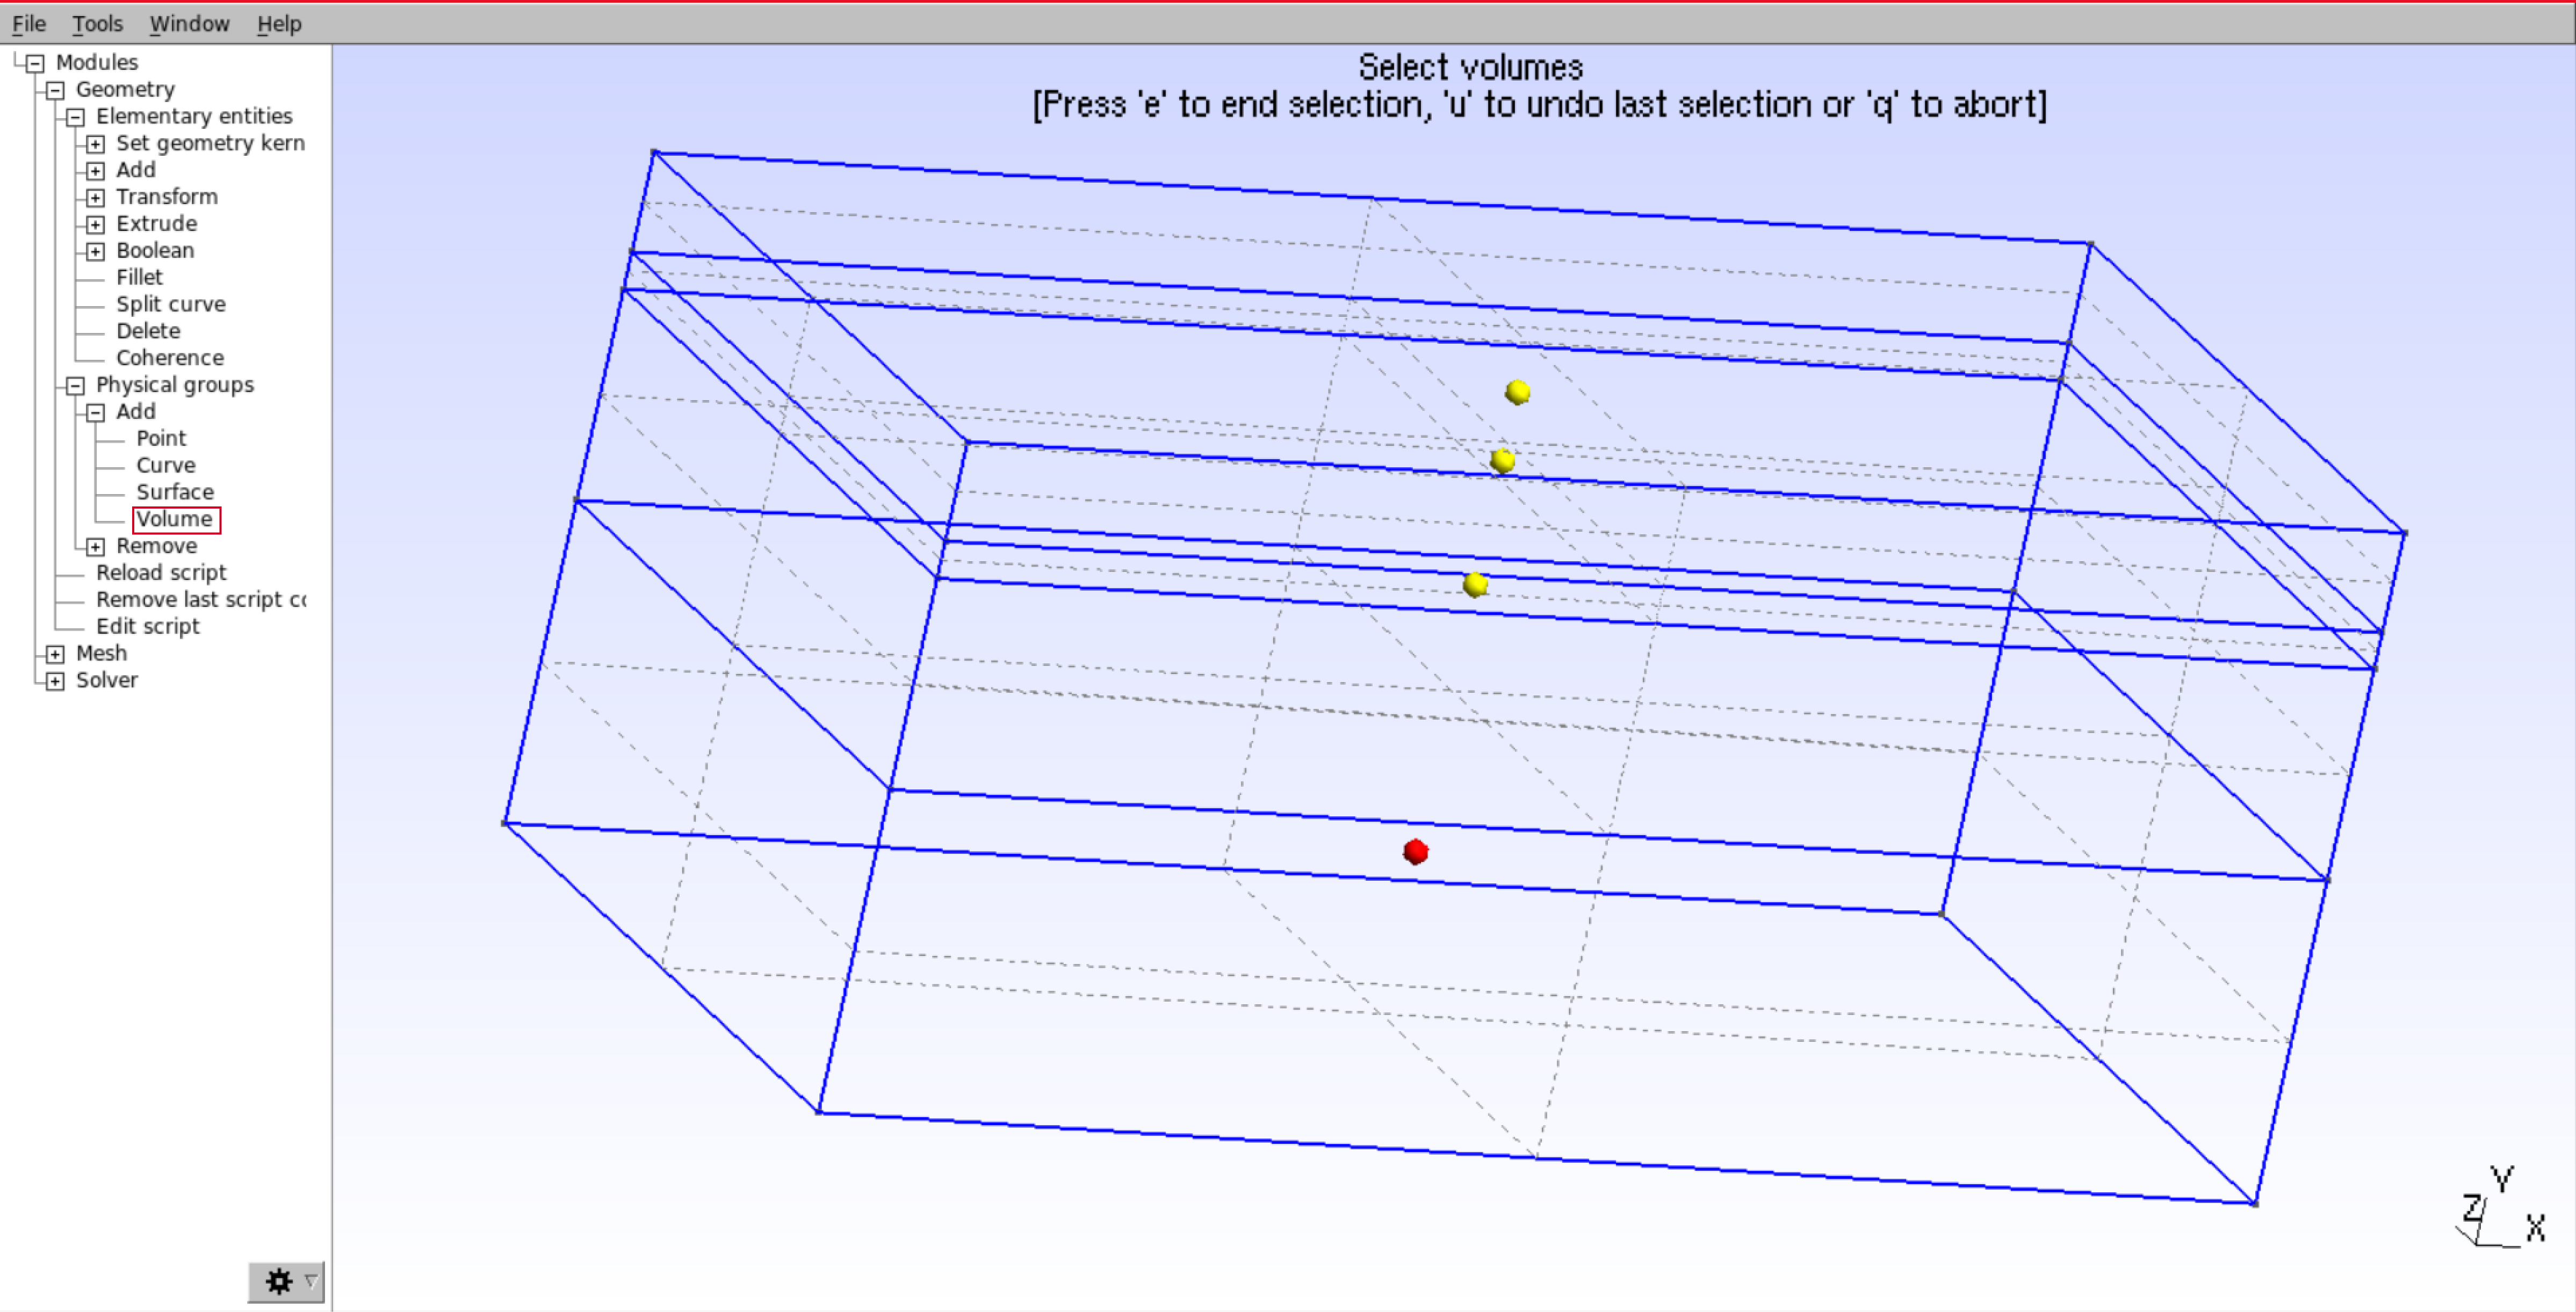 File Tools Window Help
Modules
Geometry
Elementary entities
Set geometry kern
Add
Transform
Extrude
Boolean
Fillet
Split curve
Delete
Coherence
Physical groups
Add
Point
Curve
Surface
Volume
Remove
Reload script
Remove last script co
Edit script
Mesh
Solver
Select volumes
[Press 'e' to end selection, 'u' to undo last selection or 'q' to abort]
Y
Z
X